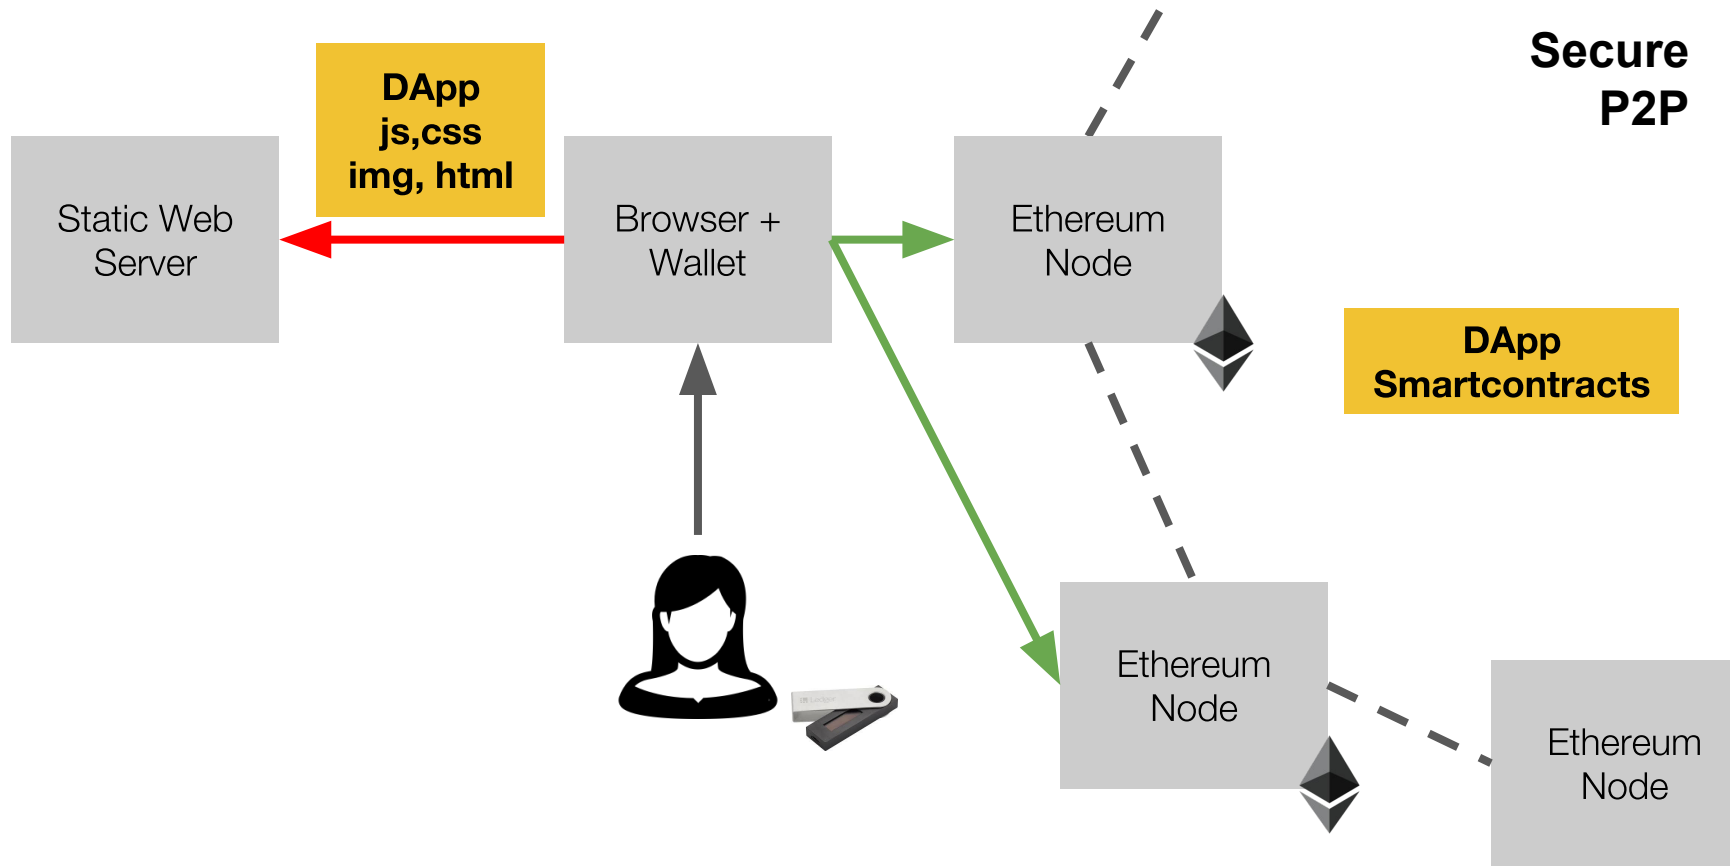 Secure
P2P
DApp
js,css
img, html
Static Web
Server
Browser +
Wallet
Ethereum
Node
DApp
Smartcontracts
Ethereum
Node
Ethereum
Node
Ledger